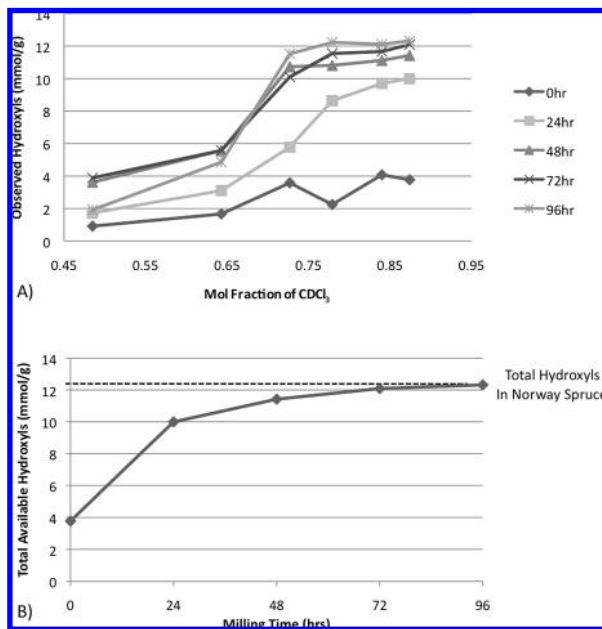 14
12
10
8
6
4
2
0
Observed Hydroxyls (mmol/g)
0.45 0.55 0.65 0.75 0.85 0.95
A)
Mol Fraction of CDCl3
0hr
24hr
48hr
72hr
96hr
14
12
10
8
6
4
2
0
Total Available Hydroxyls (mmol/g)
Total Hydroxyls
In Norway Spruce
0 24 48 72 96
B)
Milling Time (hrs)